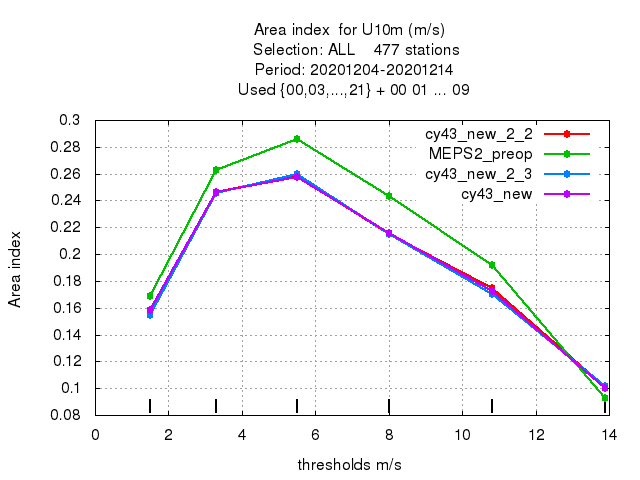 Area index for U10m (m/s)
Selection: ALL 477 stations
Period: 20201204-20201214
Used {00,03,...,21} + 00 01 ... 09
cy43_new_2_2
MEPS2_preop
cy43_new_2_3
cy43_new
Area index
0.3
0.28
0.26
0.24
0.22
0.2
0.18
0.16
0.14
0.12
0.1
0.08
0 2 4 6 8 10 12 14
thresholds m/s